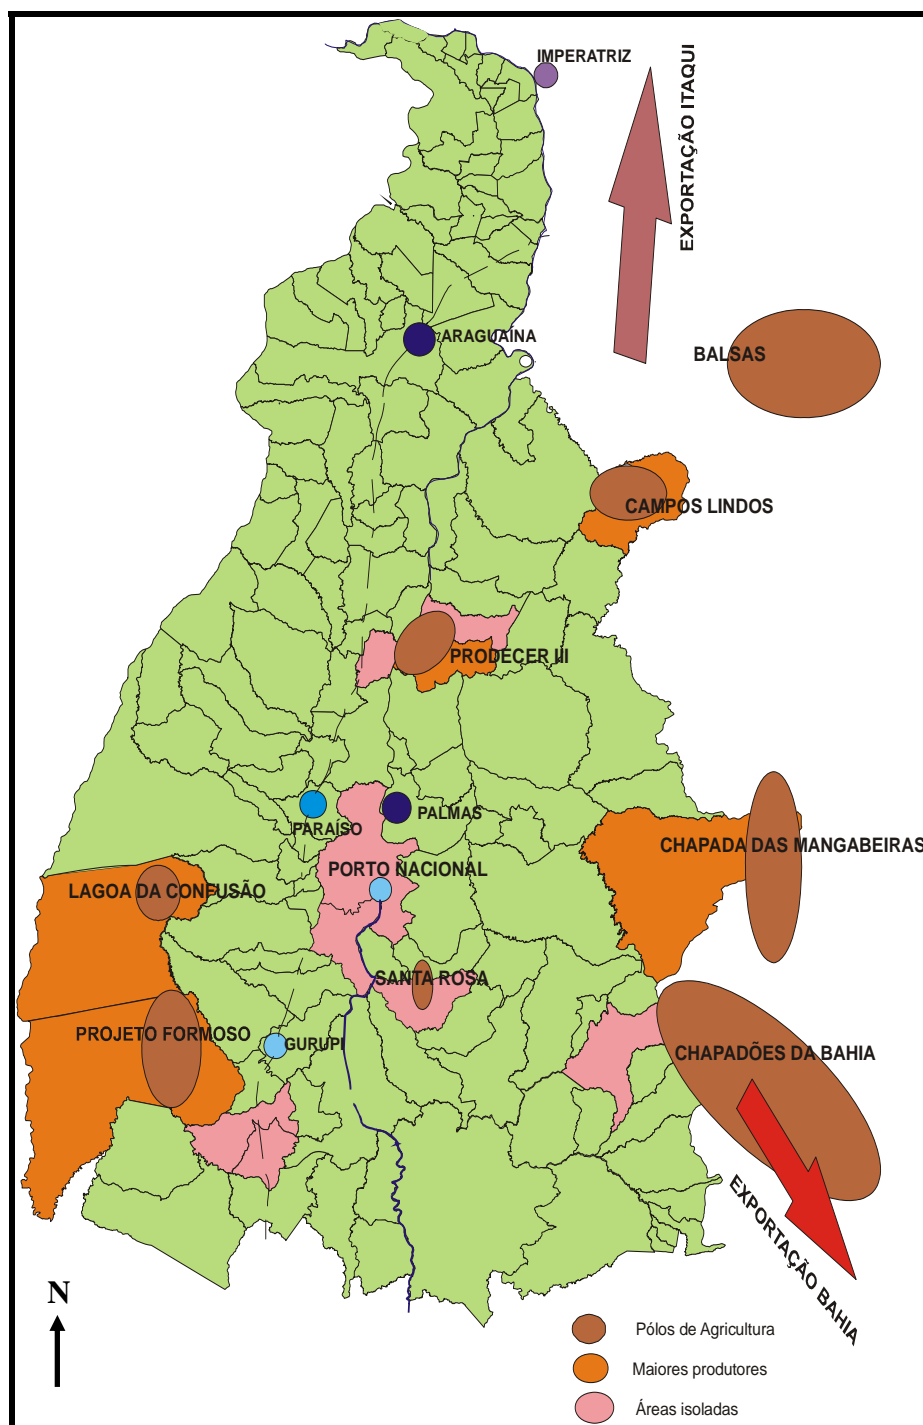 IMPERATRIZ
EXPORTAÇÃO ITAQUI
ARAGUAÍNA
BALSAS
CAMPOS LINDOS
PRODECER III
PALMAS
PARAÍSO
CHAPADA DAS MANGABEIRAS
PORTO NACIONAL
LAGOA DA CONFUSÃO
SANTA ROSA
PROJETO FORMOSO
GURUPI
CHAPADÕES DA BAHIA
EXPORTAÇÃO BAHIA
N
Pólos de Agricultura
Maiores produtores
Áreas isoladas